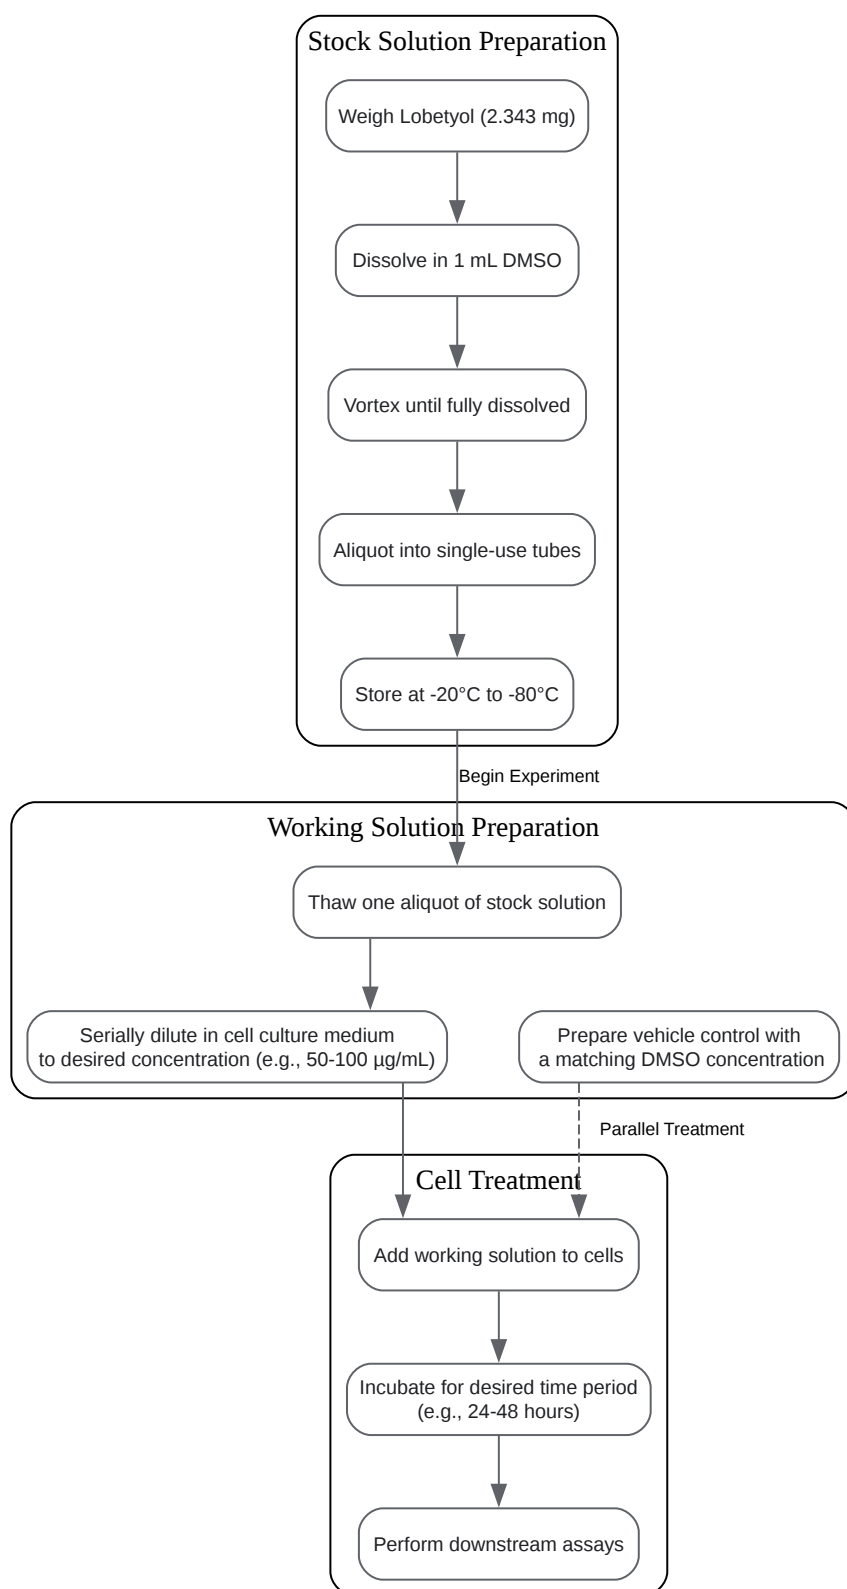 Stock Solution Preparation
Weigh Lobetyol (2.343 mg)
Dissolve in 1 mL DMSO
Vortex until fully dissolved
Aliquot into single-use tubes
Store at -20°C to -80°C
Begin Experiment
Working Solution Preparation
Thaw one aliquot of stock solution
Serially dilute in cell culture medium
to desired concentration (e.g., 50-100 µg/mL)
Prepare vehicle control with
a matching DMSO concentration
Parallel Treatment
Cell Treatment
Add working solution to cells
Incubate for desired time period
(e.g., 24-48 hours)
Perform downstream assays